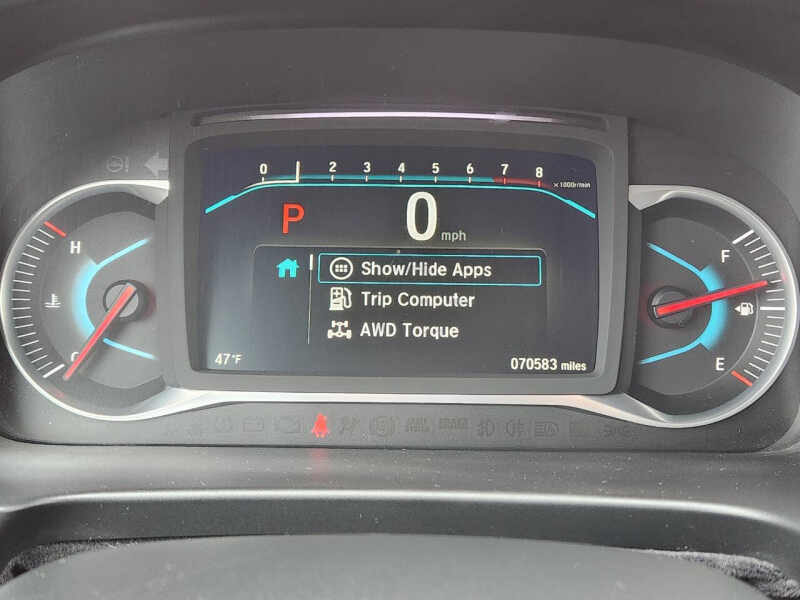 0 2 3 4 5 6 7 8 ×1000r/min
P 0 mph
H
F
Show/Hide Apps
Trip Computer
AWD Torque
C
E
47°F
070583 miles